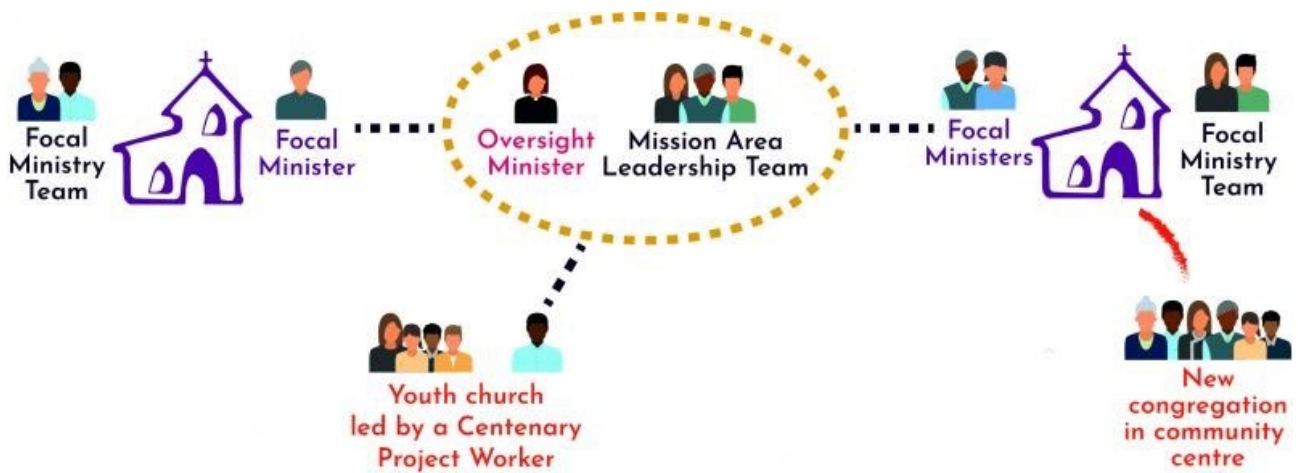 Focal
Ministry
Team
Focal
Minister
Oversight
Minister
Mission Area
Leadership Team
Focal
Ministers
Focal
Ministry
Team
Youth church
led by a Centenary
Project Worker
New
congregation
in community
centre